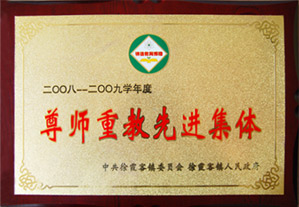 二〇〇八——二〇〇九学年度
尊师重教先进集体
中共徐霞客镇委员会 徐霞客镇人民政府